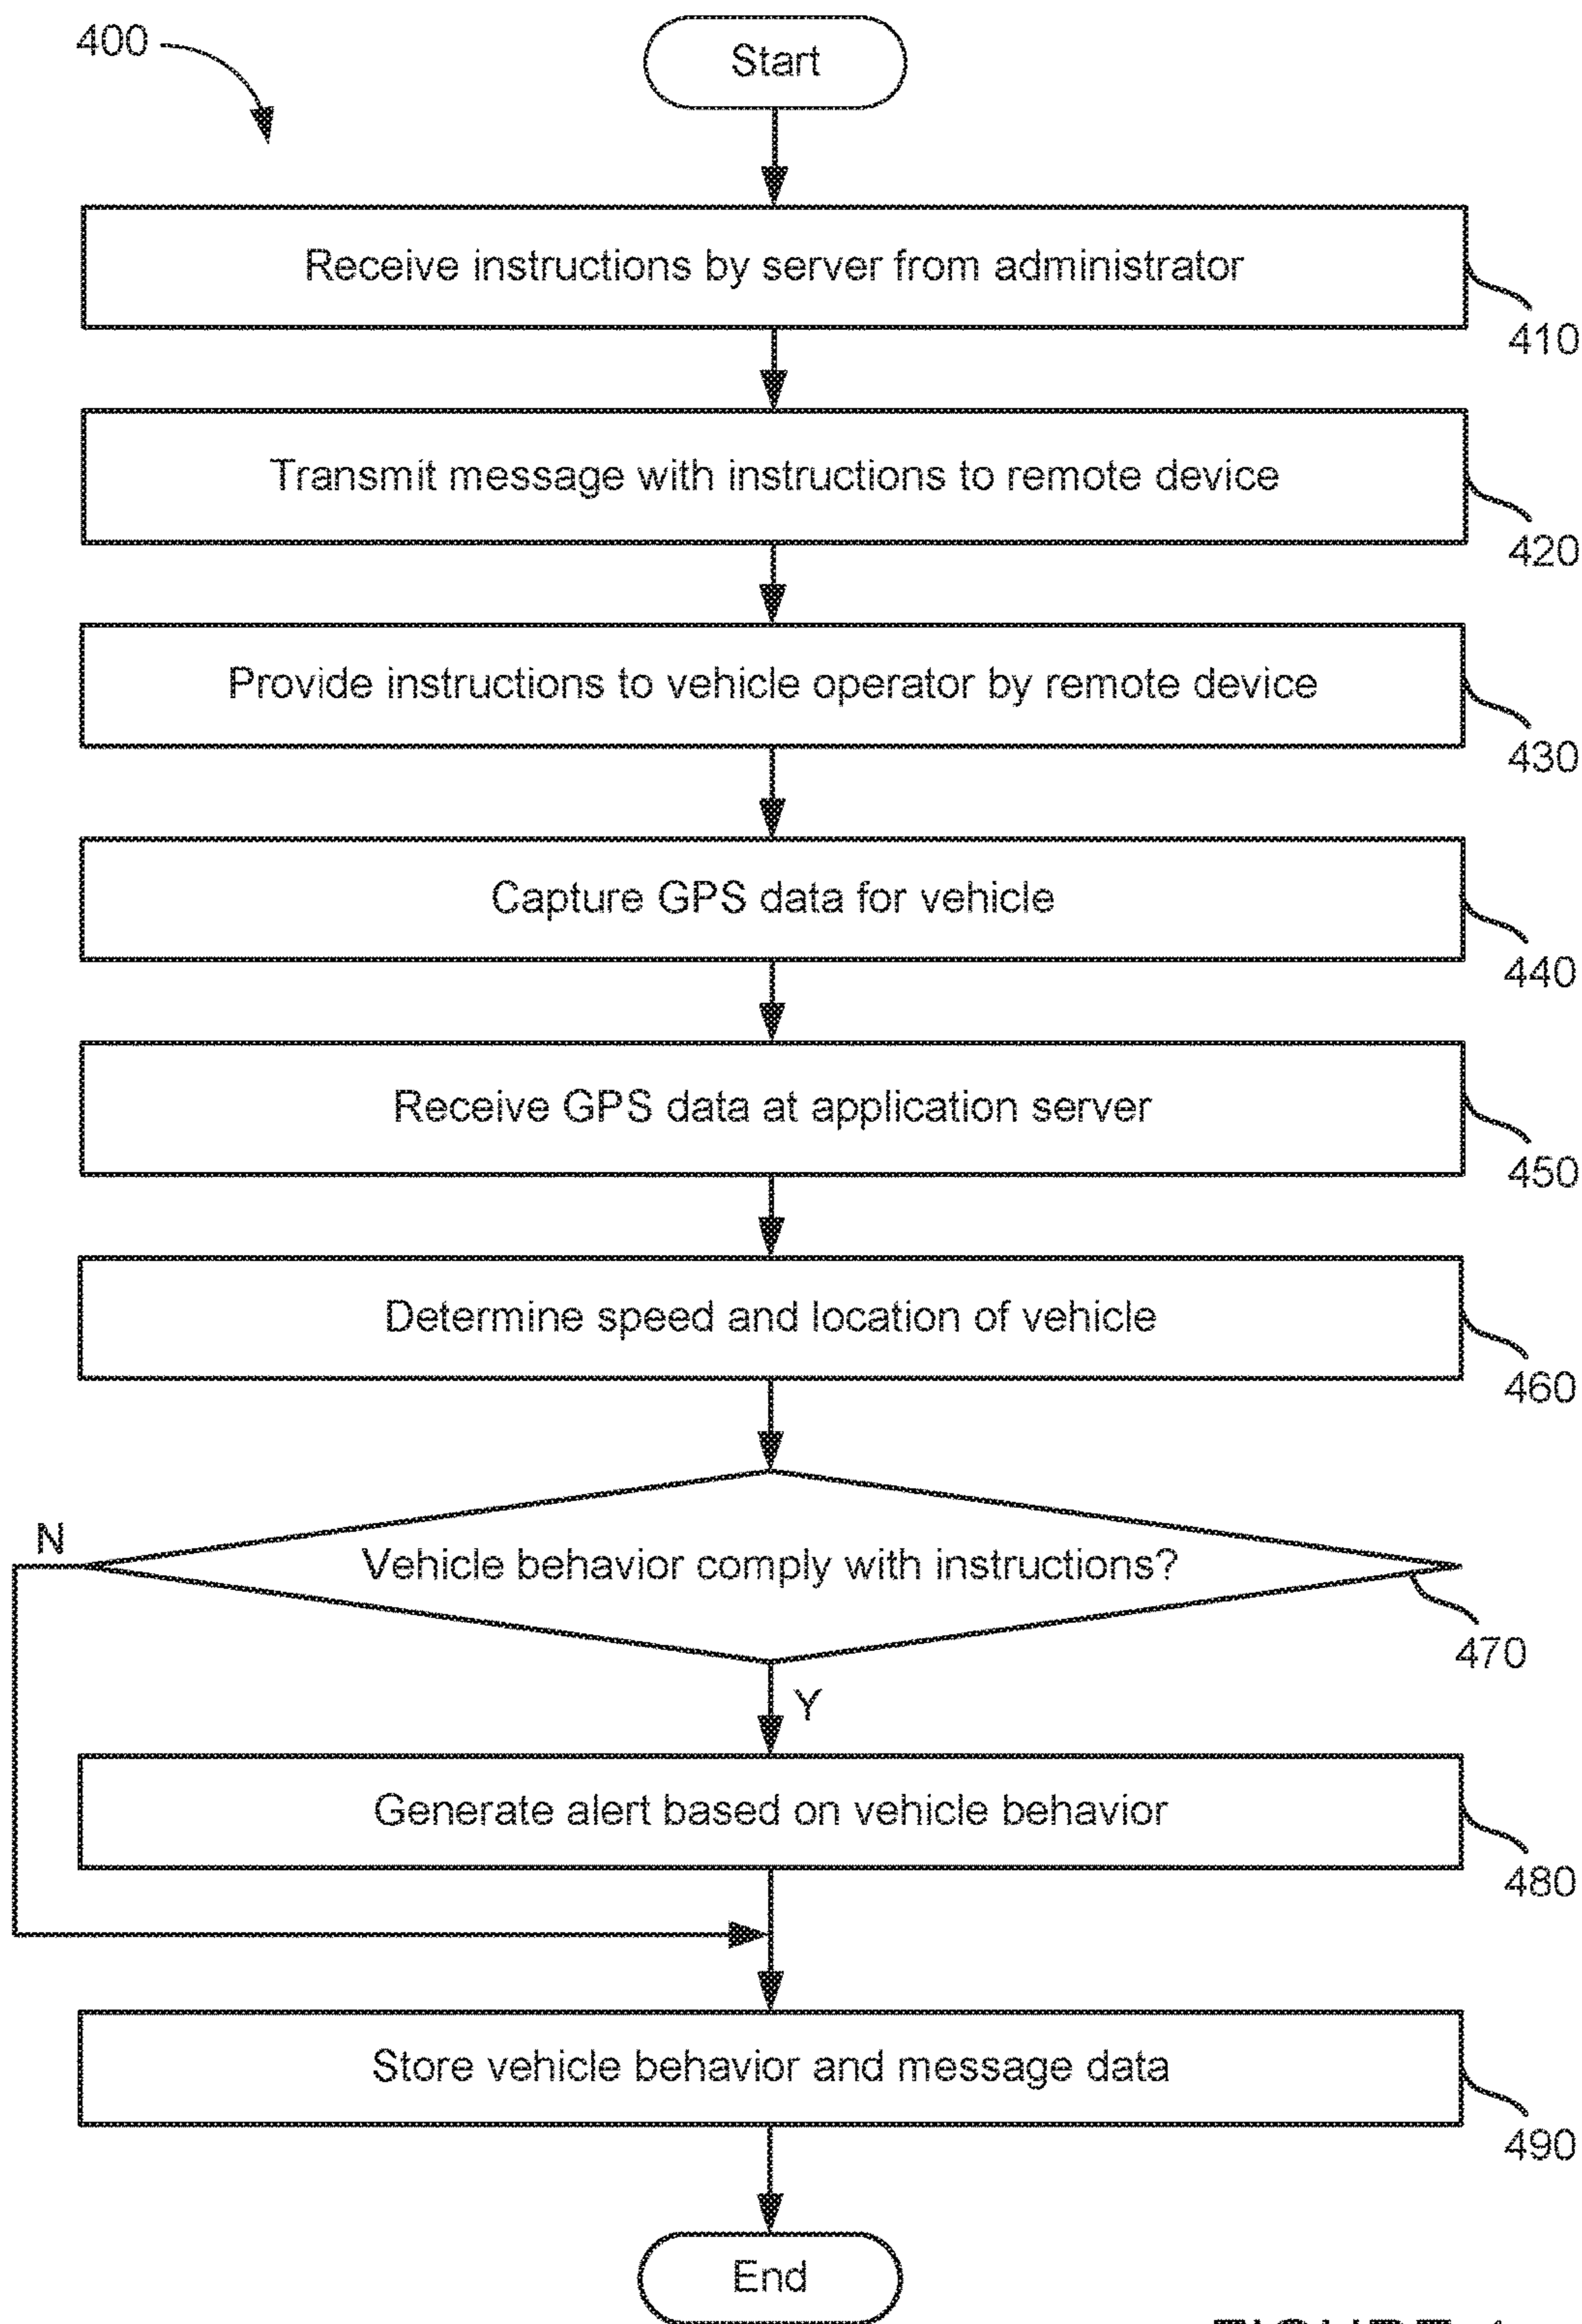 400
Start
Receive instructions by server from administrator
410
Transmit message with instructions to remote device
420
Provide instructions to vehicle operator by remote device
430
Capture GPS data for vehicle
440
Receive GPS data at application server
450
Determine speed and location of vehicle
460
N
Vehicle behavior comply with instructions?
470
Y
Generate alert based on vehicle behavior
480
Store vehicle behavior and message data
490
End